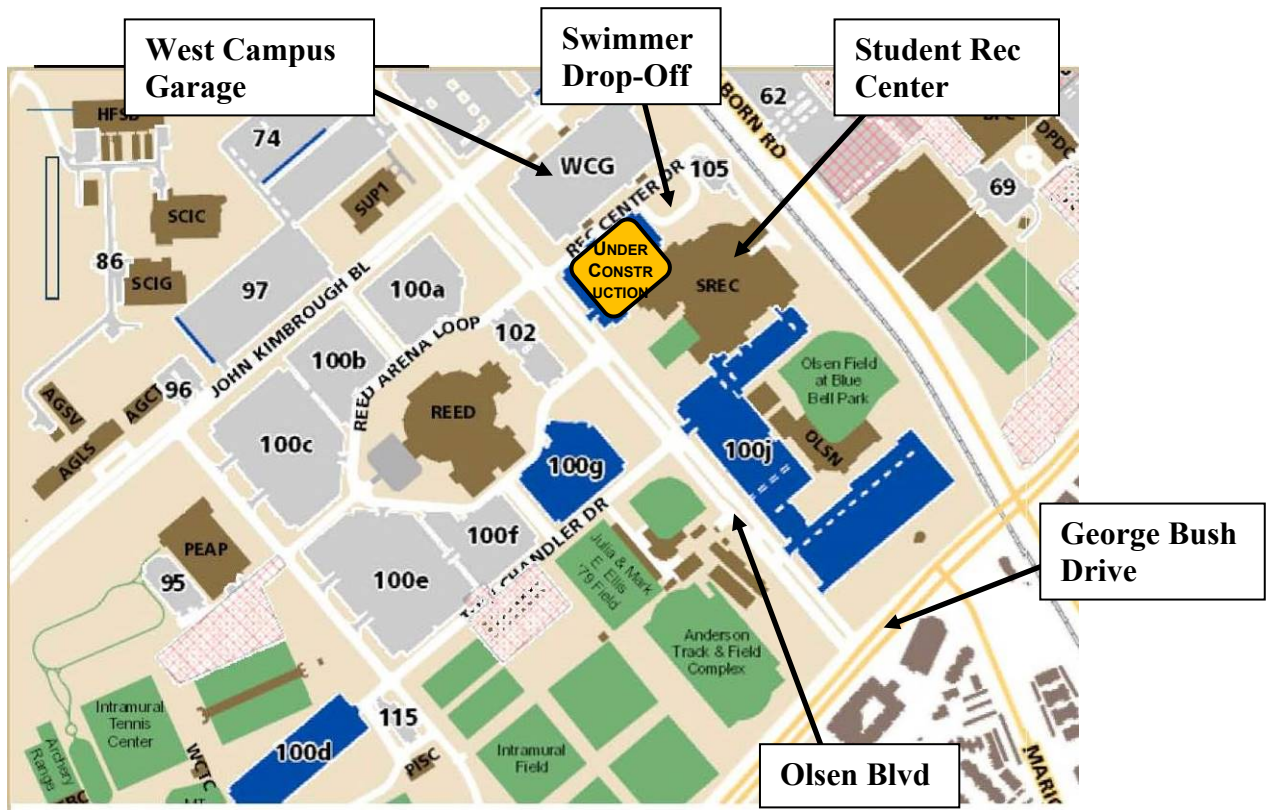 West Campus
Garage
Swimmer
Drop-Off
Student Rec
Center
HFSB
74
SUP1
WCG
REC CENTER DR
105
62
BORN RD
DPDC
69
SCIC
86
SCIG
97
JOHN KIMBROUGH BL
100a
UNDER
CONSTR
UCTION
SREC
100b
REED ARENA LOOP
102
96
AGCT
AGSV
AGLS
REED
Olsen Field
at Blue
Bell Park
OLSN
100c
100g
100j
PEAP
95
100f
100e
CHANDLER DR
Julia & Mark
E. Ellis
'79 Field
George Bush
Drive
Anderson
Track & Field
Complex
Intramural
Tennis
Center
Archery
Range
WCTC
100d
115
PISC
Intramural
Field
Olsen Blvd
MARIO